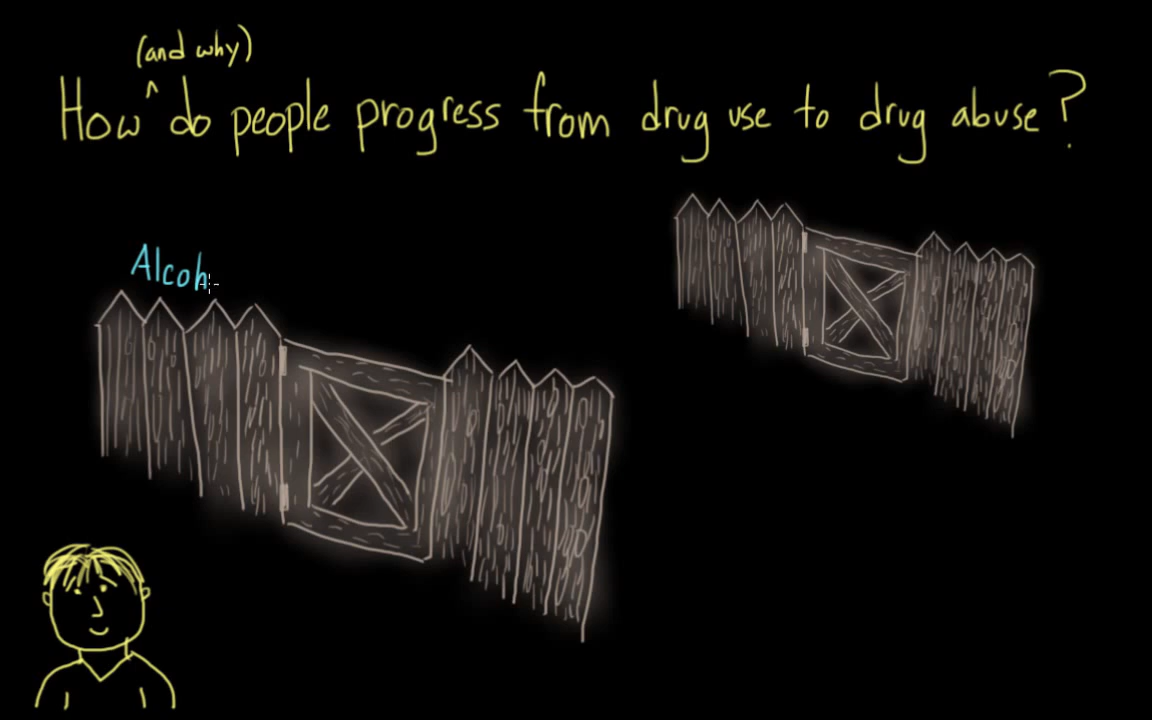 (and why)
How ^ do people progress from drug use to drug abuse?
Alcoh